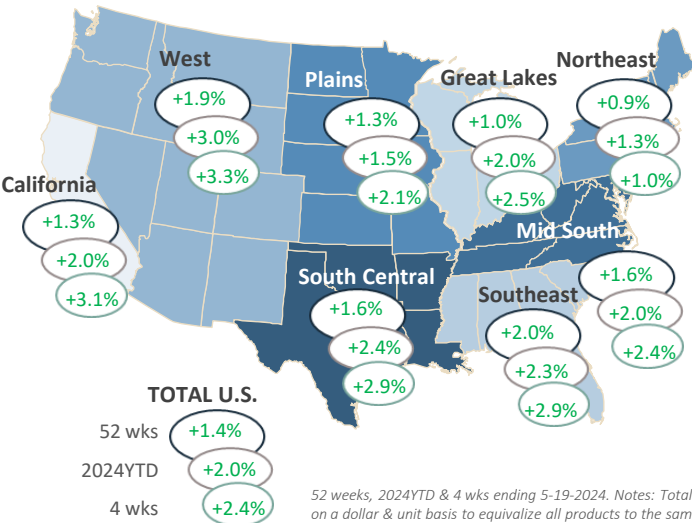 West
+1.9%
+3.0%
+3.3%
Plains
+1.3%
+1.5%
+2.1%
Great Lakes
+1.0%
+2.0%
+2.5%
Northeast
+0.9%
+1.3%
+1.0%
California
+1.3%
+2.0%
+3.1%
Mid South
+1.6%
+2.0%
+2.4%
South Central
+1.6%
+2.4%
+2.9%
Southeast
+2.0%
+2.3%
+2.9%
TOTAL U.S.
52 wks +1.4%
2024YTD +2.0%
4 wks +2.4%
52 weeks, 2024YTD & 4 wks ending 5-19-2024. Notes: Total
on a dollar & unit basis to equivalize all products to the sam